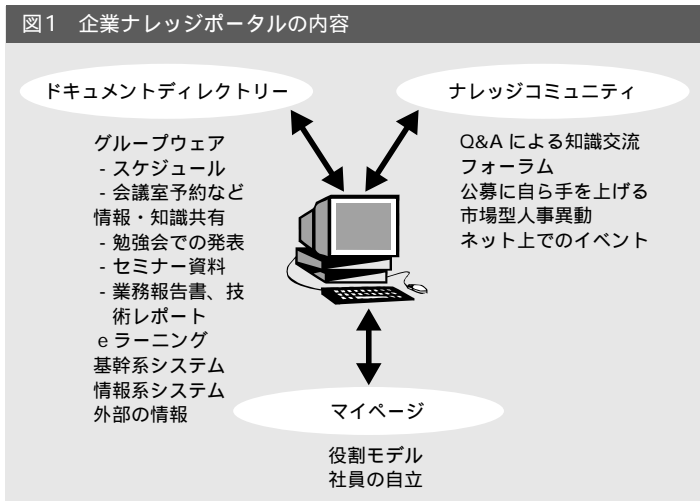 図1 企業ナレッジポータルの内容
ドキュメントディレクトリー
グループウェア
- スケジュール
- 会議室予約など
情報・知識共有
- 勉強会での発表
- セミナー資料
- 業務報告書、技
術レポート
eラーニング
基幹系システム
情報系システム
外部の情報
ナレッジコミュニティ
Q&Aによる知識交流
フォーラム
公募に自ら手を上げる
市場型人事異動
ネット上でのイベント
マイページ
役割モデル
社員の自立